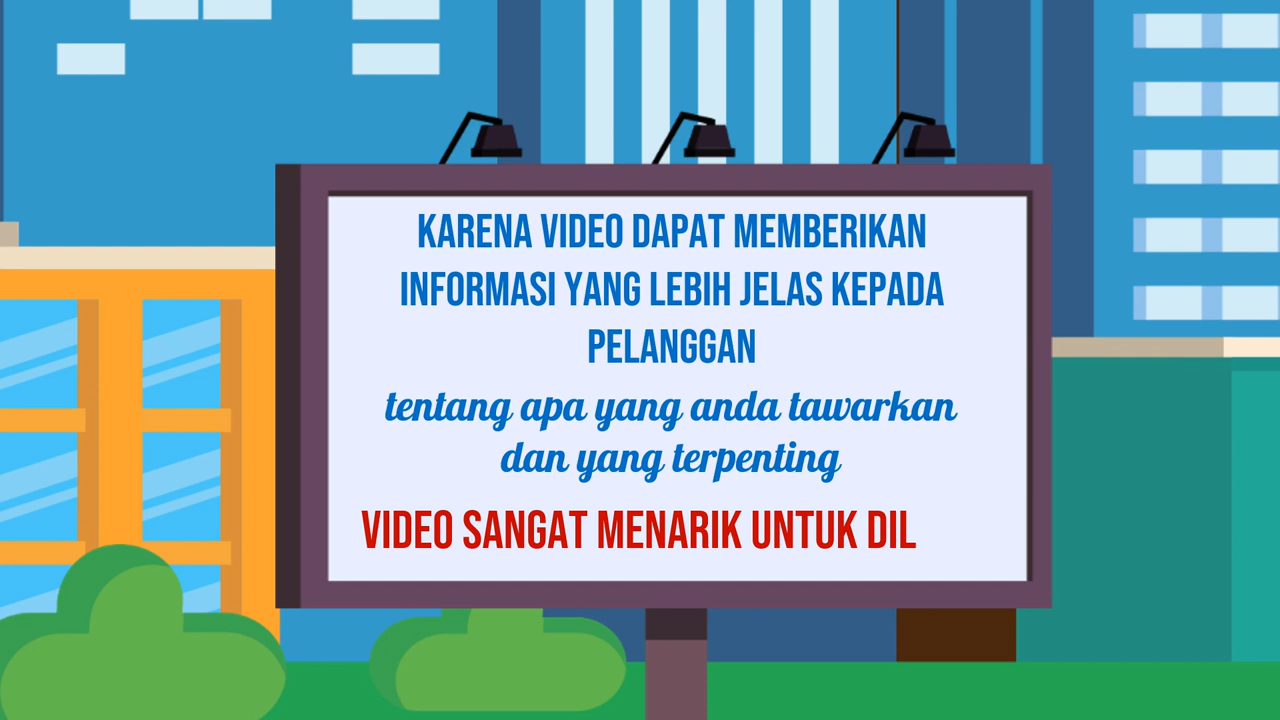 KARENA VIDEO DAPAT MEMBERIKAN
INFORMASI YANG LEBIH JELAS KEPADA
PELANGGAN
tentang apa yang anda tawarkan
dan yang terpenting
VIDEO SANGAT MENARIK UNTUK DIL